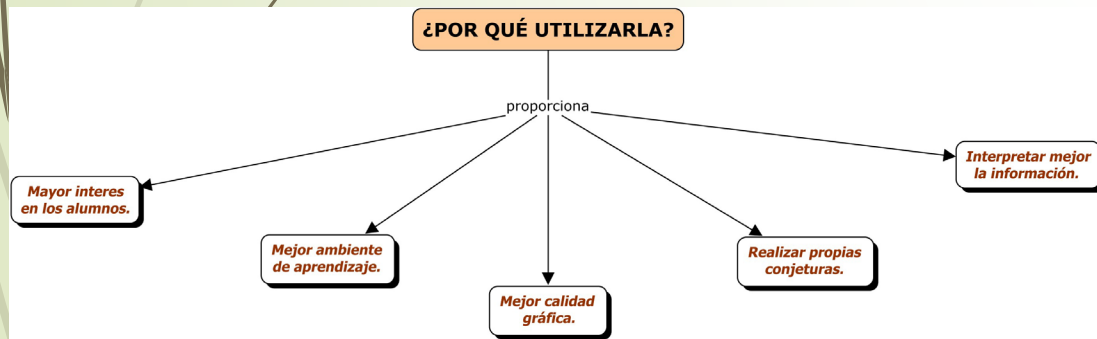 ¿POR QUÉ UTILIZARLA?
proporciona
Mayor interes
en los alumnos.
Mejor ambiente
de aprendizaje.
Mejor calidad
gráfica.
Realizar propias
conjeturas.
Interpretar mejor
la información.